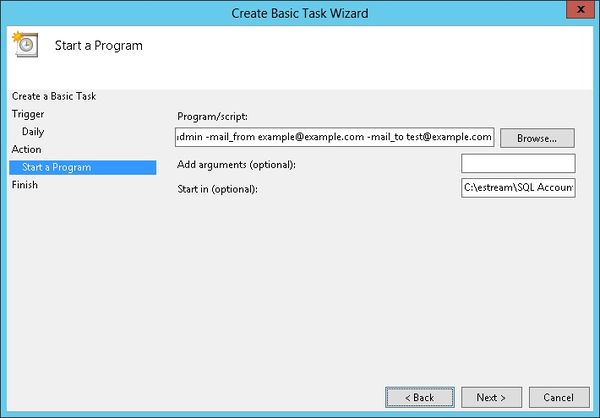 Create Basic Task Wizard
x
Start a Program
Create a Basic Task
Trigger
Daily
Action
Start a Program
Finish
Program/script:
dmin -mail_from example@example.com -mail_to test@example.com
Browse...
Add arguments (optional):
Start in (optional):
C:\estream\SQL Accoun
< Back
Next >
Cancel